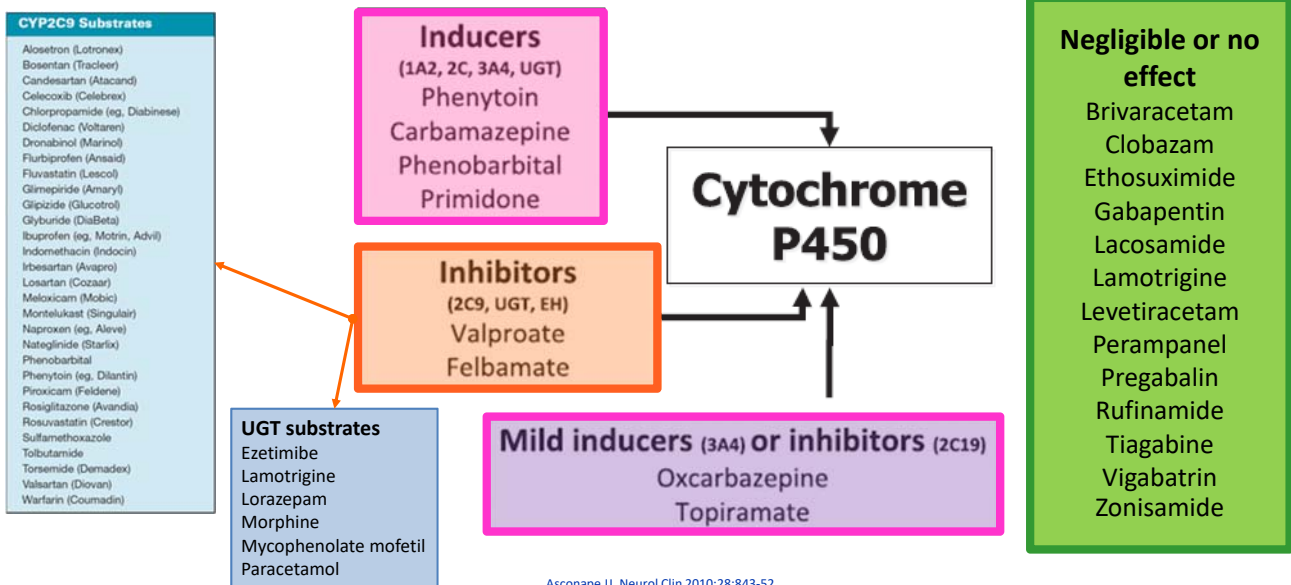 CYP2C9 Substrates
Alosetron (Lotronex)
Bosentan (Tracleer)
Candesartan (Atacand)
Celecoxib (Celebrex)
Chlorpropamide (eg, Diabinese)
Diclofenac (Voltaren)
Dronabinol (Marinol)
Flurbiprofen (Ansaid)
Fluvastatin (Lescol)
Glimepiride (Amaryl)
Glipizide (Glucotrol)
Glyburide (DiaBeta)
Ibuprofen (eg, Motrin, Advil)
Indomethacin (Indocin)
Irbesartan (Avapro)
Losartan (Cozaar)
Meloxicam (Mobic)
Montelukast (Singulair)
Naproxen (eg, Aleve)
Nateglinide (Starlix)
Phenobarbital
Phenytoin (eg, Dilantin)
Piroxicam (Feldene)
Rosiglitazone (Avandia)
Rosuvastatin (Crestor)
Sulfamethoxazole
Tolbutamide
Torsemide (Demadex)
Valsartan (Diovan)
Warfarin (Coumadin)
Inducers
(1A2, 2C, 3A4, UGT)
Phenytoin
Carbamazepine
Phenobarbital
Primidone
Inhibitors
(2C9, UGT, EH)
Valproate
Felbamate
UGT substrates
Ezetimibe
Lamotrigine
Lorazepam
Morphine
Mycophenolate mofetil
Paracetamol
Cytochrome
P450
Mild inducers (3A4) or inhibitors (2C19)
Oxcarbazepine
Topiramate
Negligible or no
effect
Brivaracetam
Clobazam
Ethosuximide
Gabapentin
Lacosamide
Lamotrigine
Levetiracetam
Perampanel
Pregabalin
Rufinamide
Tiagabine
Vigabatrin
Zonisamide
Asconape JJ. Neurol Clin 2010;28:843-52